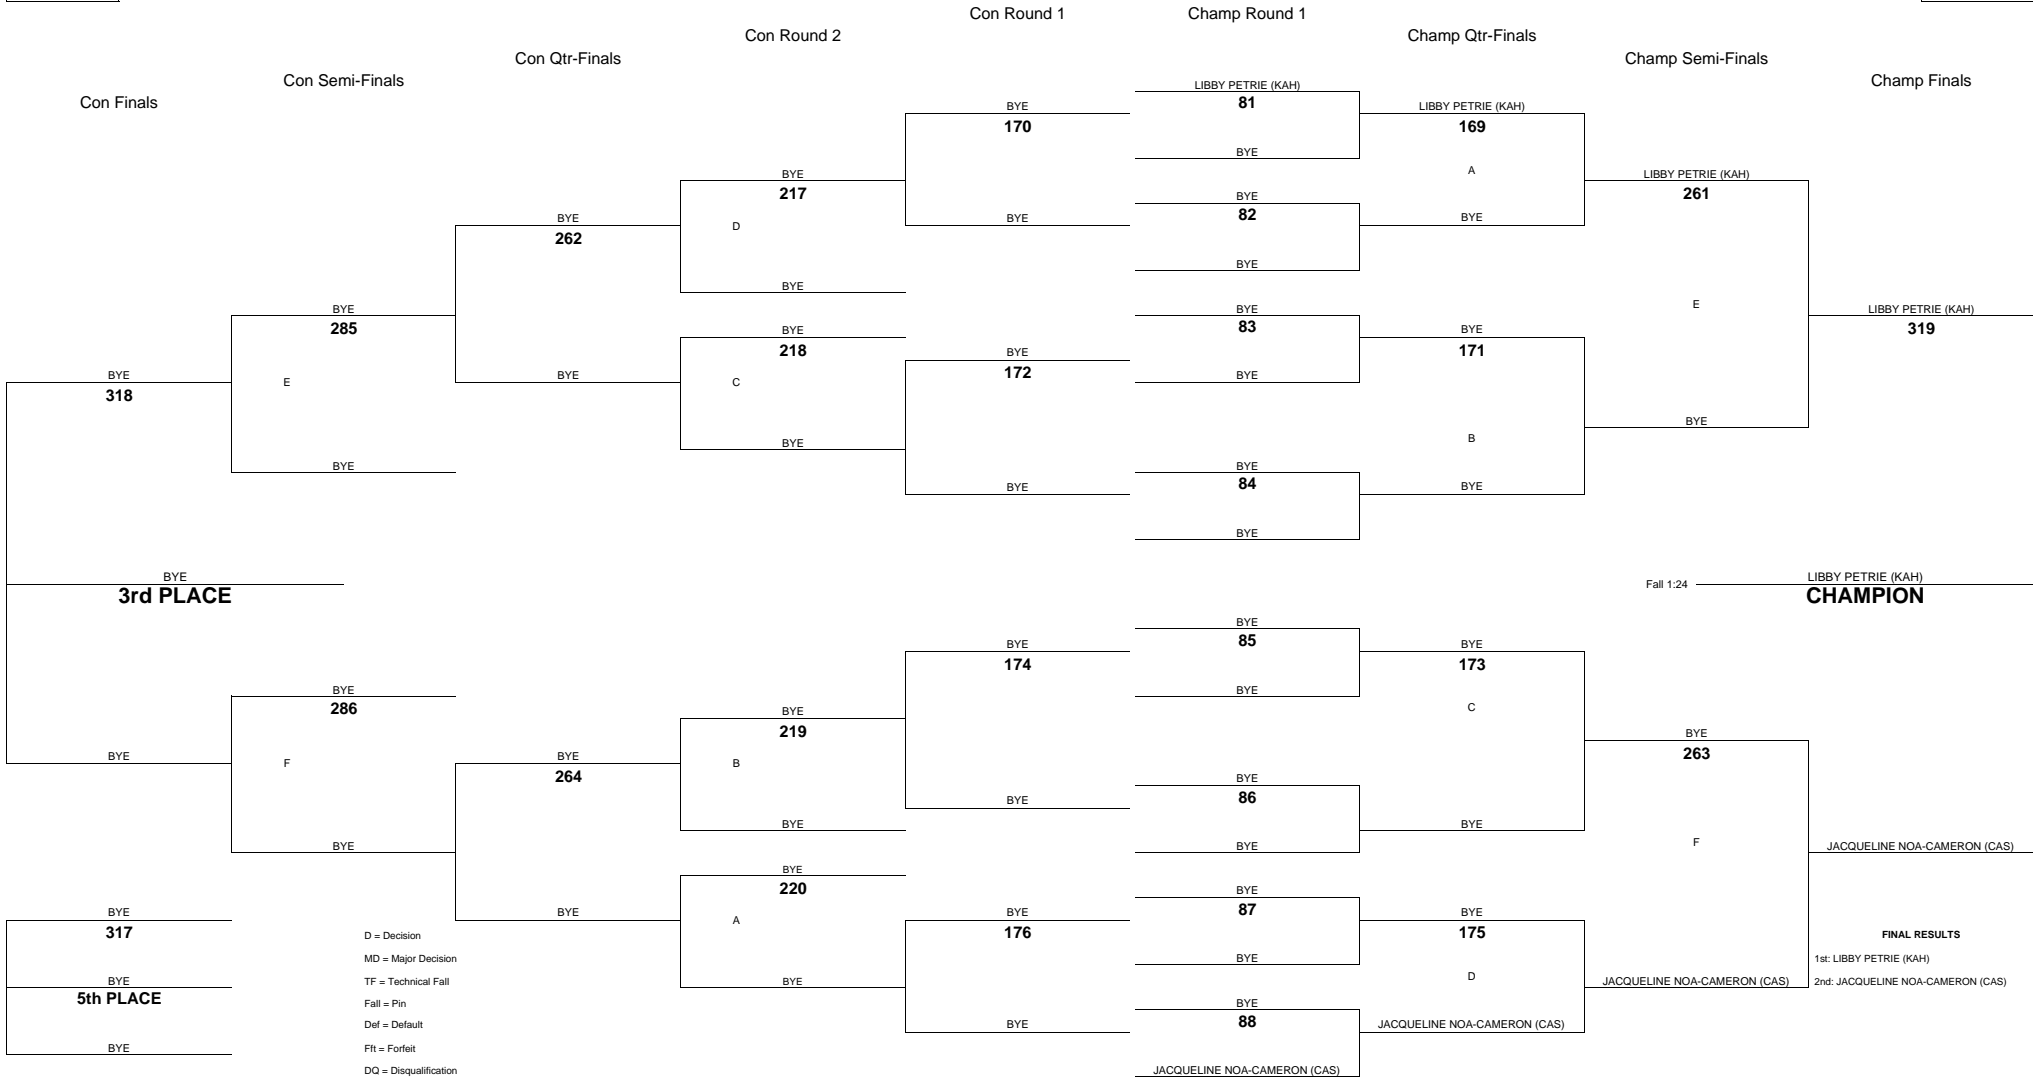 Con Round 1
Champ Round 1
Con Round 2
Champ Qtr-Finals
Con Qtr-Finals
Champ Semi-Finals
Con Semi-Finals
Champ Finals
Con Finals
LIBBY PETRIE (KAH)
81
BYE
BYE
170
BYE
LIBBY PETRIE (KAH)
169
A
BYE
BYE
82
BYE
BYE
217
D
BYE
LIBBY PETRIE (KAH)
261
E
BYE
BYE
262
BYE
BYE
83
BYE
BYE
285
E
BYE
BYE
218
C
BYE
BYE
172
BYE
BYE
171
B
BYE
LIBBY PETRIE (KAH)
319
BYE
318
BYE
84
BYE
BYE
3rd PLACE
Fall 1:24
LIBBY PETRIE (KAH)
CHAMPION
BYE
85
BYE
BYE
174
BYE
BYE
173
C
BYE
BYE
286
F
BYE
BYE
219
B
BYE
BYE
263
F
JACQUELINE NOA-CAMERON (CAS)
BYE
BYE
264
BYE
BYE
86
BYE
JACQUELINE NOA-CAMERON (CAS)
BYE
220
A
BYE
BYE
87
BYE
BYE
317
BYE
5th PLACE
BYE
BYE
176
BYE
BYE
175
D
JACQUELINE NOA-CAMERON (CAS)
BYE
88
JACQUELINE NOA-CAMERON (CAS)
D = Decision
MD = Major Decision
TF = Technical Fall
Fall = Pin
Def = Default
Fft = Forfeit
DQ = Disqualification
FINAL RESULTS
1st: LIBBY PETRIE (KAH)
2nd: JACQUELINE NOA-CAMERON (CAS)